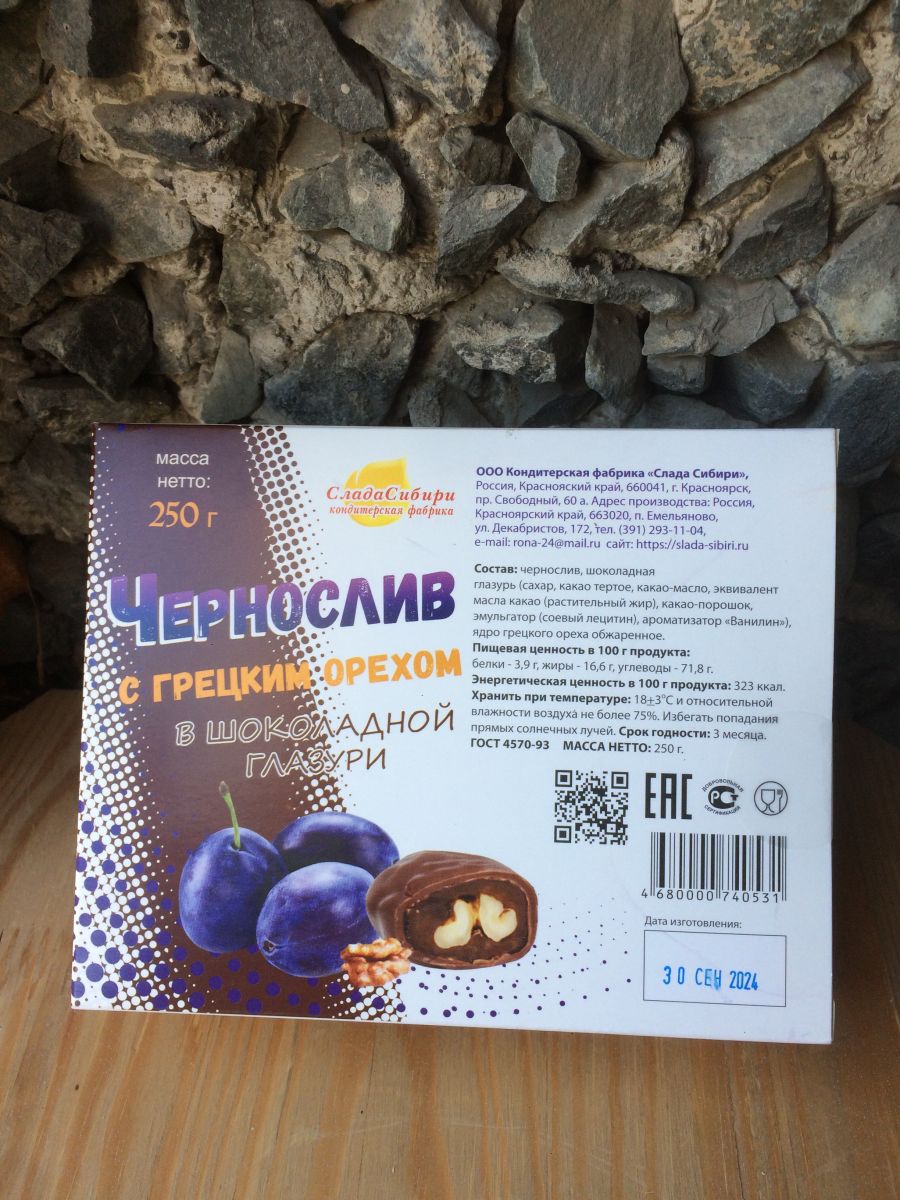 масса
нетто:
250 г
СладаСибири
кондитерская фабрика
Чернослив
с грецким орехом
в шоколадной
глазури
ООО Кондитерская фабрика «Слада Сибири»,
Россия, Красняский край, 660041, г. Красноярск,
пр. Свободный, 60 а. Адрес производства: Россия,
Красноярский край, 663020, п. Емельяново,
ул. Декабристов, 172, тел. (391) 293-11-04,
e-mail: rona-24@mail.ru сайт: https://slada-sibiri.ru
Состав: чернослив, шоколадная
глазурь (сахар, какао тертое, какао-масло, эквивалент
масла какао (растительный жир), какао-порошок,
эмульгатор (соевый лецитин), ароматизатор «Ванилин»),
ядро грецкого ореха обжаренное.
Пищевая ценность в 100 г продукта:
белки - 3,9 г, жиры - 16,6 г, углеводы - 71,8 г.
Энергетическая ценность в 100 г продукта: 323 ккал.
Хранить при температуре: 18±3°С и относительной
влажности воздуха не более 75%. Избегать попадания
прямых солнечных лучей. Срок годности: 3 месяца.
ГОСТ 4570-93 МАССА НЕТТО: 250 г.
ЕАС
ДОБРОВОЛЬНАЯ
РСТ
СЕРТИФИКАЦИЯ
4 680000 740531
Дата изготовления:
30 СЕН 2024